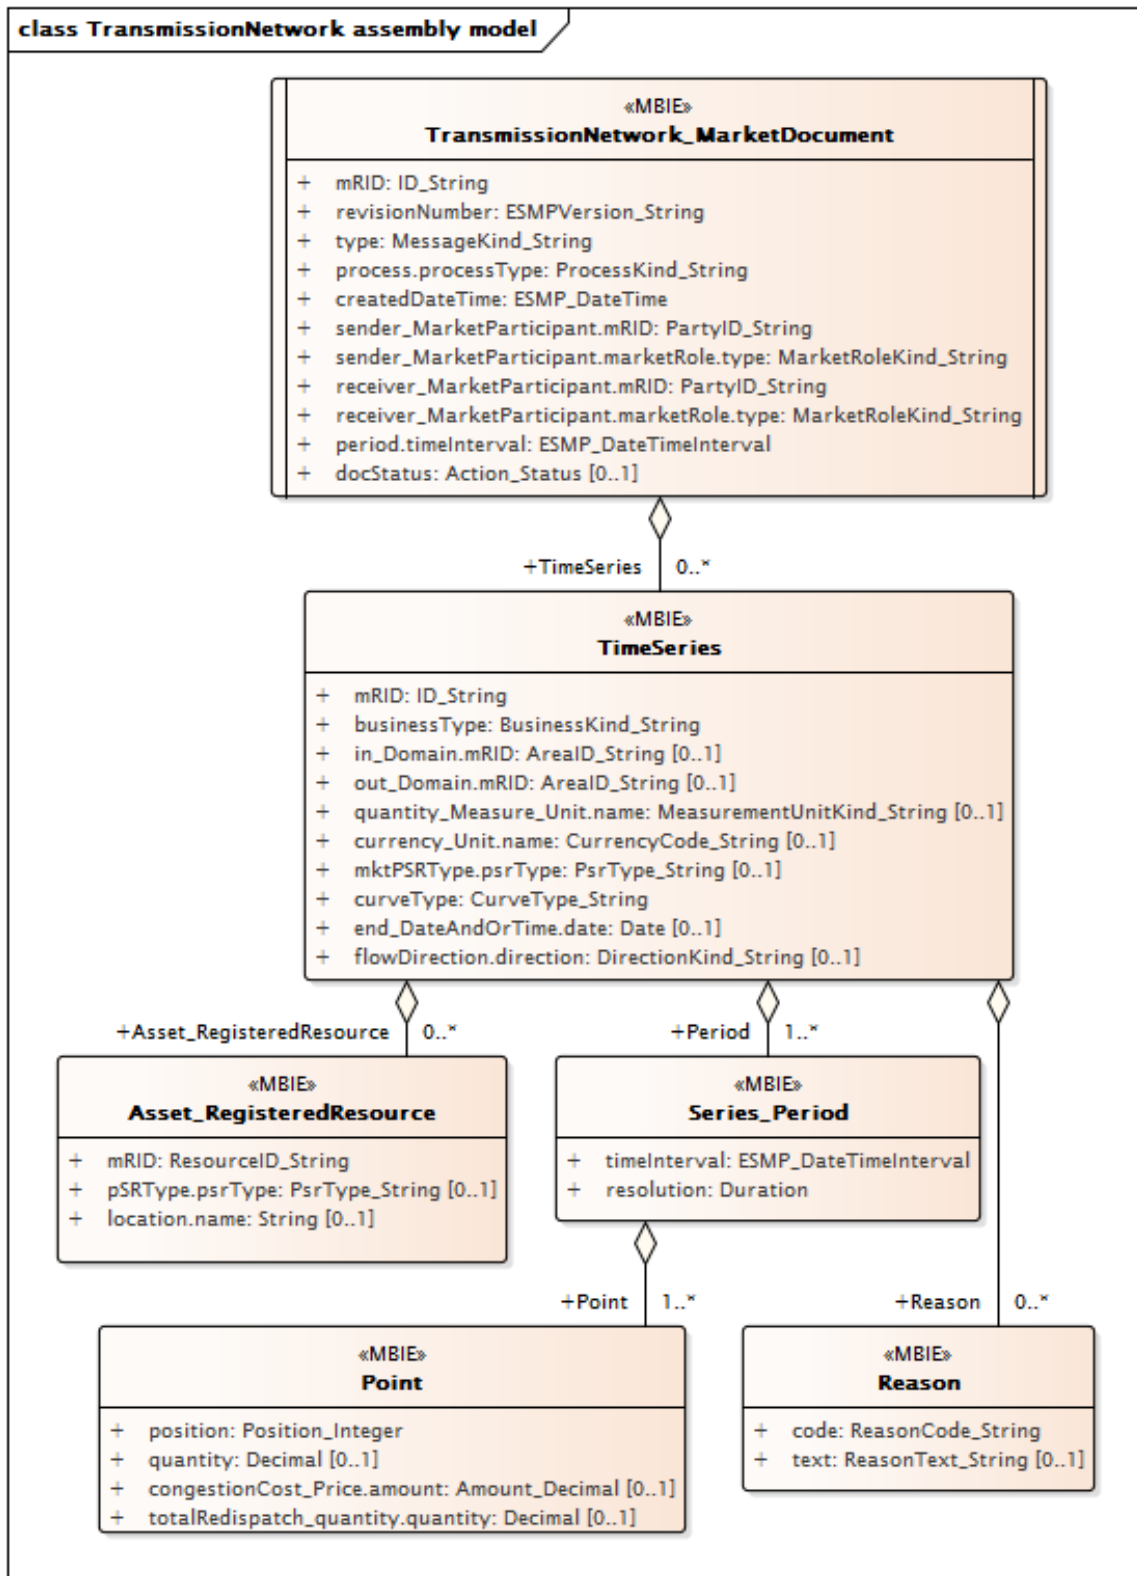 class TransmissionNetwork assembly model
«MBIE»
TransmissionNetwork_MarketDocument
+ mRID: ID_String
+ revisionNumber: ESMPVersion_String
+ type: MessageKind_String
+ process.processType: ProcessKind_String
+ createdDateTime: ESMP_DateTime
+ sender_MarketParticipant.mRID: PartyID_String
+ sender_MarketParticipant.marketRole.type: MarketRoleKind_String
+ receiver_MarketParticipant.mRID: PartyID_String
+ receiver_MarketParticipant.marketRole.type: MarketRoleKind_String
+ period.timeInterval: ESMP_DateTimeInterval
+ docStatus: Action_Status [0..1]
+TimeSeries 0..*
«MBIE»
TimeSeries
+ mRID: ID_String
+ businessType: BusinessKind_String
+ in_Domain.mRID: AreaID_String [0..1]
+ out_Domain.mRID: AreaID_String [0..1]
+ quantity_Measure_Unit.name: MeasurementUnitKind_String [0..1]
+ currency_Unit.name: CurrencyCode_String [0..1]
+ mktPSRType.psrType: PsrType_String [0..1]
+ curveType: CurveType_String
+ end_DateAndOrTime.date: Date [0..1]
+ flowDirection.direction: DirectionKind_String [0..1]
+Asset_RegisteredResource 0..*
+Period 1..*
«MBIE»
Asset_RegisteredResource
+ mRID: ResourceID_String
+ pSRType.psrType: PsrType_String [0..1]
+ location.name: String [0..1]
«MBIE»
Series_Period
+ timeInterval: ESMP_DateTimeInterval
+ resolution: Duration
+Point 1..*
+Reason 0..*
«MBIE»
Point
+ position: Position_Integer
+ quantity: Decimal [0..1]
+ congestionCost_Price.amount: Amount_Decimal [0..1]
+ totalRedispatch_quantity.quantity: Decimal [0..1]
«MBIE»
Reason
+ code: ReasonCode_String
+ text: ReasonText_String [0..1]